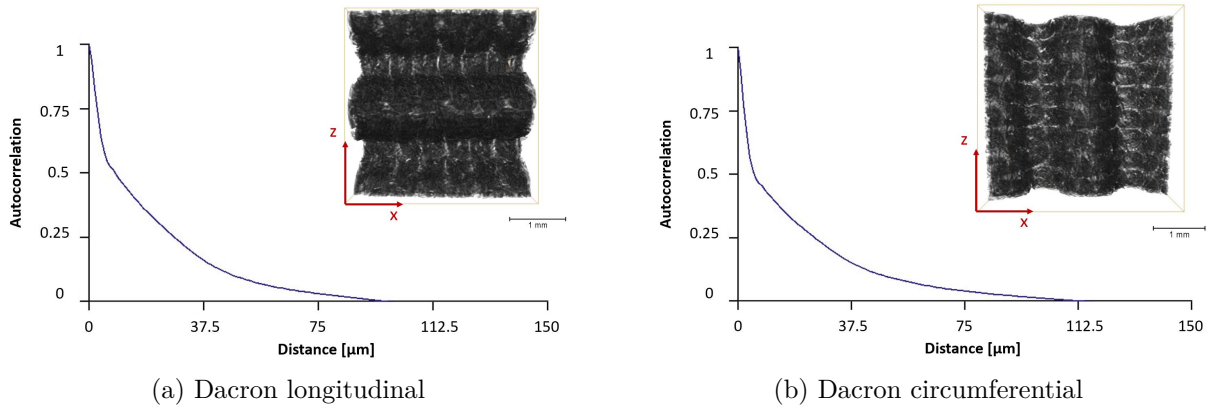 1
0.75
0.5
0.25
0
Autocorrelation
0
37.5
75
112.5
150
Distance [µm]
Z
X
1 mm
(a) Dacron longitudinal
1
0.75
0.5
0.25
0
Autocorrelation
0
37.5
75
112.5
150
Distance [µm]
Z
X
1 mm
(b) Dacron circumferential